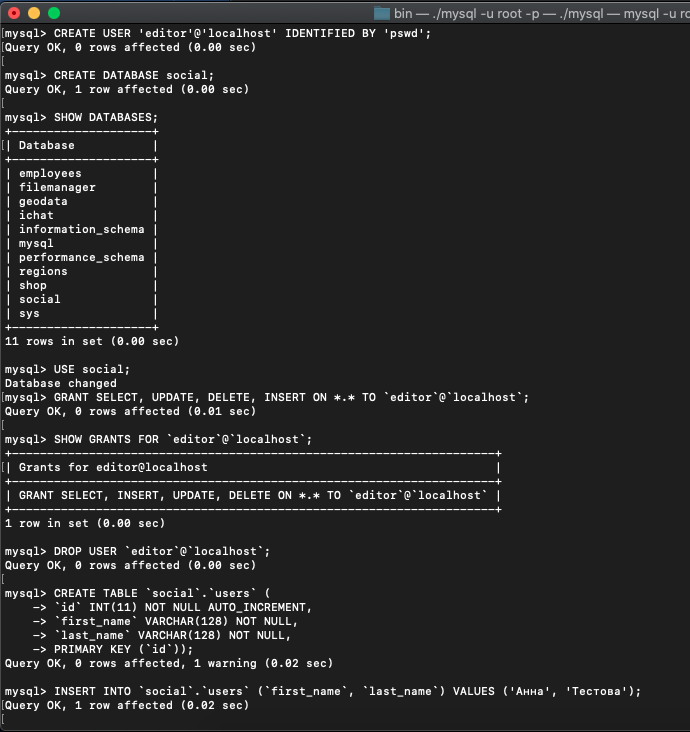 bin — ./mysql -u root -p — ./mysql — mysql -u r
[mysql> CREATE USER 'editor'@'localhost' IDENTIFIED BY 'pswd';
[Query OK, 0 rows affected (0.00 sec)
[
mysql> CREATE DATABASE social;
Query OK, 1 row affected (0.00 sec)
[
mysql> SHOW DATABASES;
+--------------------+
[| Database           |
+--------------------+
| employees          |
| filemanager        |
| geodata            |
| ichat              |
| information_schema |
| mysql              |
| performance_schema |
| regions            |
| shop               |
| social             |
| sys                |
+--------------------+
11 rows in set (0.00 sec)
mysql> USE social;
Database changed
[mysql> GRANT SELECT, UPDATE, DELETE, INSERT ON *.* TO `editor`@`localhost`;
Query OK, 0 rows affected (0.01 sec)
[
mysql> SHOW GRANTS FOR `editor`@`localhost`;
+----------------------------------------------------------------------+
[| Grants for editor@localhost                                          |
+----------------------------------------------------------------------+
| GRANT SELECT, INSERT, UPDATE, DELETE ON *.* TO `editor`@`localhost` |
+----------------------------------------------------------------------+
1 row in set (0.00 sec)
mysql> DROP USER `editor`@`localhost`;
Query OK, 0 rows affected (0.00 sec)
[
mysql> CREATE TABLE `social`.`users` (
    -> `id` INT(11) NOT NULL AUTO_INCREMENT,
    -> `first_name` VARCHAR(128) NOT NULL,
    -> `last_name` VARCHAR(128) NOT NULL,
    -> PRIMARY KEY (`id`));
Query OK, 0 rows affected, 1 warning (0.02 sec)
mysql> INSERT INTO `social`.`users` (`first_name`, `last_name`) VALUES ('Анна', 'Тестова');
[Query OK, 1 row affected (0.02 sec)
[